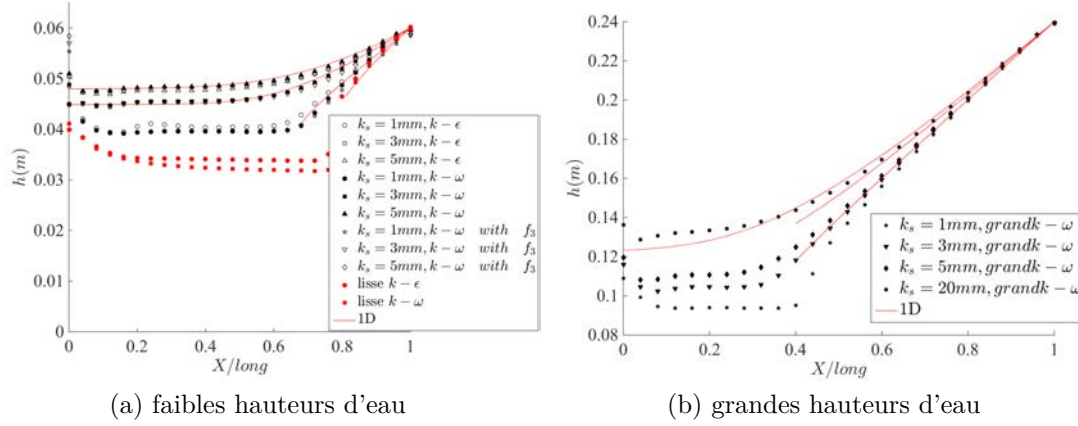 0.06
0.05
0.04
0.03
0
h(m)
0 0.2 0.4 0.6 0.8 1
X/long
k_s = 1mm, k − ϵ
k_s = 3mm, k − ϵ
k_s = 5mm, k − ϵ
k_s = 1mm, k − ω
k_s = 3mm, k − ω
k_s = 5mm, k − ω
k_s = 1mm, k − ω with f_3
k_s = 3mm, k − ω with f_3
k_s = 5mm, k − ω with f_3
lisse k − ϵ
lisse k − ω
1D
(a) faibles hauteurs d'eau
0.24
0.22
0.2
0.18
0.16
0.14
0.12
0.1
0.08
h(m)
0 0.2 0.4 0.6 0.8 1
X/long
k_s = 1mm, grandk − ω
k_s = 3mm, grandk − ω
k_s = 5mm, grandk − ω
k_s = 20mm, grandk − ω
1D
(b) grandes hauteurs d'eau